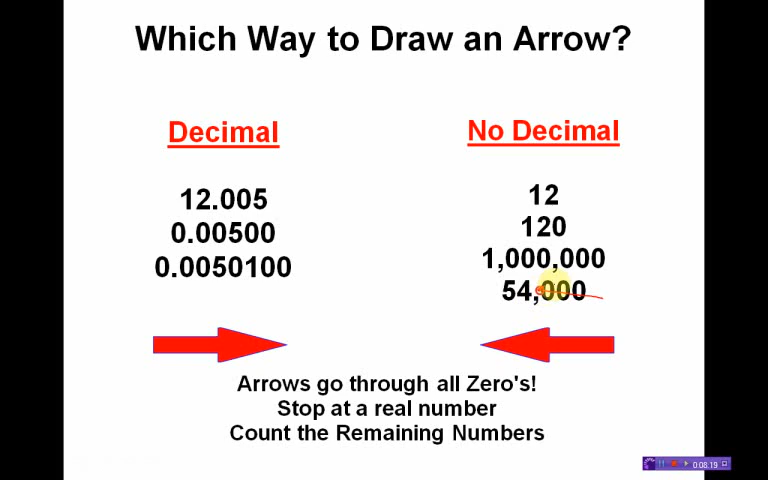 Which Way to Draw an Arrow?
Decimal
12.005
0.00500
0.0050100
No Decimal
12
120
1,000,000
54,000
Arrows go through all Zero's!
Stop at a real number
Count the Remaining Numbers
0:08:19